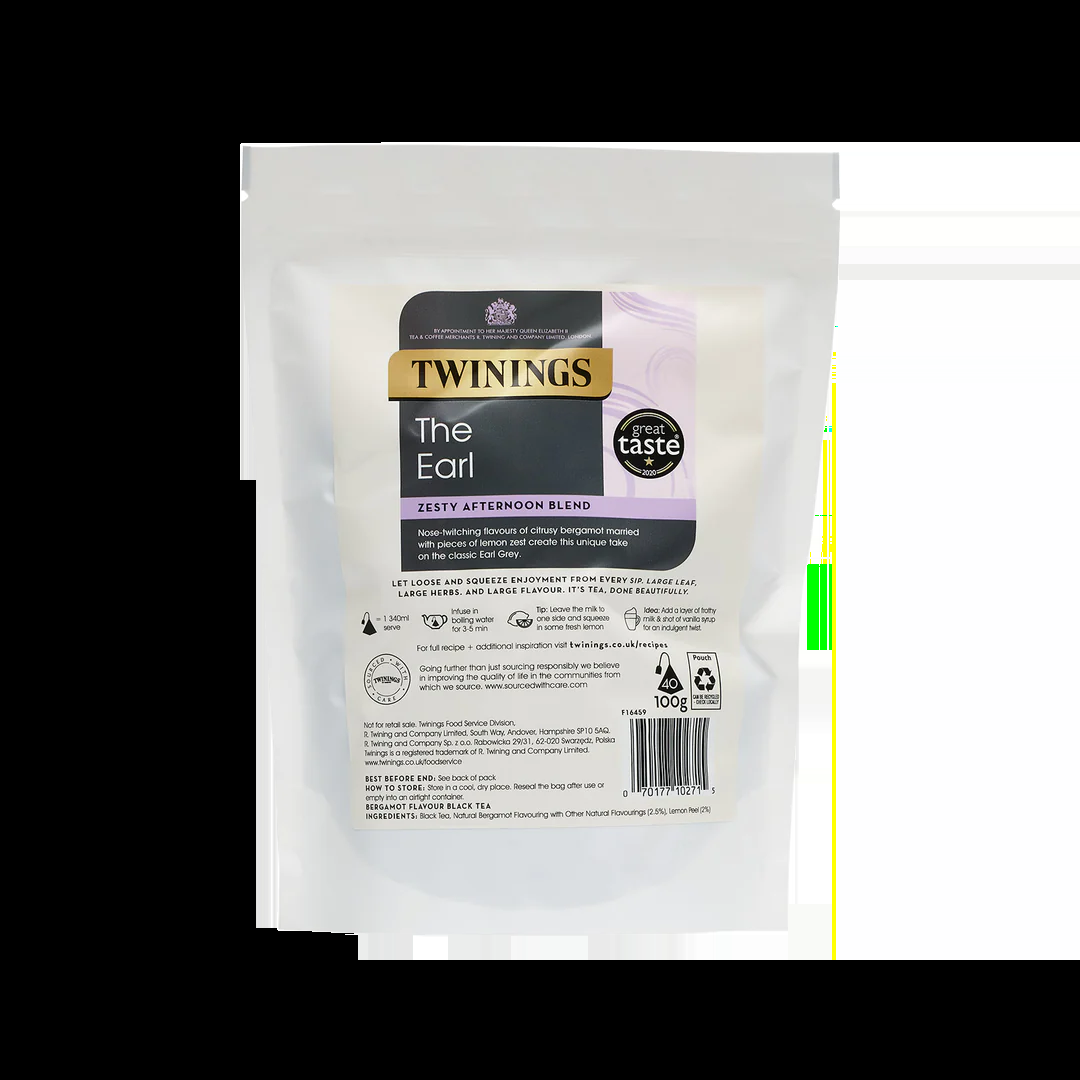 BY APPOINTMENT TO HER MAJESTY QUEEN ELIZABETH II
TEA & COFFEE MERCHANTS R. TWINING AND COMPANY LIMITED. LONDON
TWININGS
The
Earl
great
taste®
2020
ZESTY AFTERNOON BLEND
Nose-twitching flavours of citrusy bergamot married
with pieces of lemon zest create this unique take
on the classic Earl Grey.
LET LOOSE AND SQUEEZE ENJOYMENT FROM EVERY SIP. LARGE LEAF,
LARGE HERBS. AND LARGE FLAVOUR. IT'S TEA, DONE BEAUTIFULLY.
= 1 340ml
serve
Infuse in
boiling water
for 3-5 min
Tip: Leave the milk to
one side and squeeze
in some fresh lemon
Idea: Add a layer of frothy
milk & shot of vanilla syrup
for an indulgent twist.
For full recipe + additional inspiration visit twinings.co.uk/recipes
SOURCED WITH CARE
TWININGS
Going further than just sourcing responsibly we believe
in improving the quality of life in the communities from
which we source. www.sourcedwithcare.com
40
100g
Pouch
CAN BE RECYCLED
- CHECK LOCALLY
F16459
Not for retail sale. Twinings Food Service Division,
R. Twining and Company Limited, South Way, Andover, Hampshire SP10 5AQ.
R. Twining and Company Sp. z o.o. Rabowicka 29/31, 62-020 Swarzędz, Polska
Twinings is a registered trademark of R. Twining and Company Limited.
www.twinings.co.uk/foodservice
BEST BEFORE END: See back of pack
HOW TO STORE: Store in a cool, dry place. Reseal the bag after use or
empty into an airtight container.
0 70177 10271 5
BERGAMOT FLAVOUR BLACK TEA
INGREDIENTS: Black Tea, Natural Bergamot Flavouring with Other Natural Flavourings (2.5%), Lemon Peel (2%)